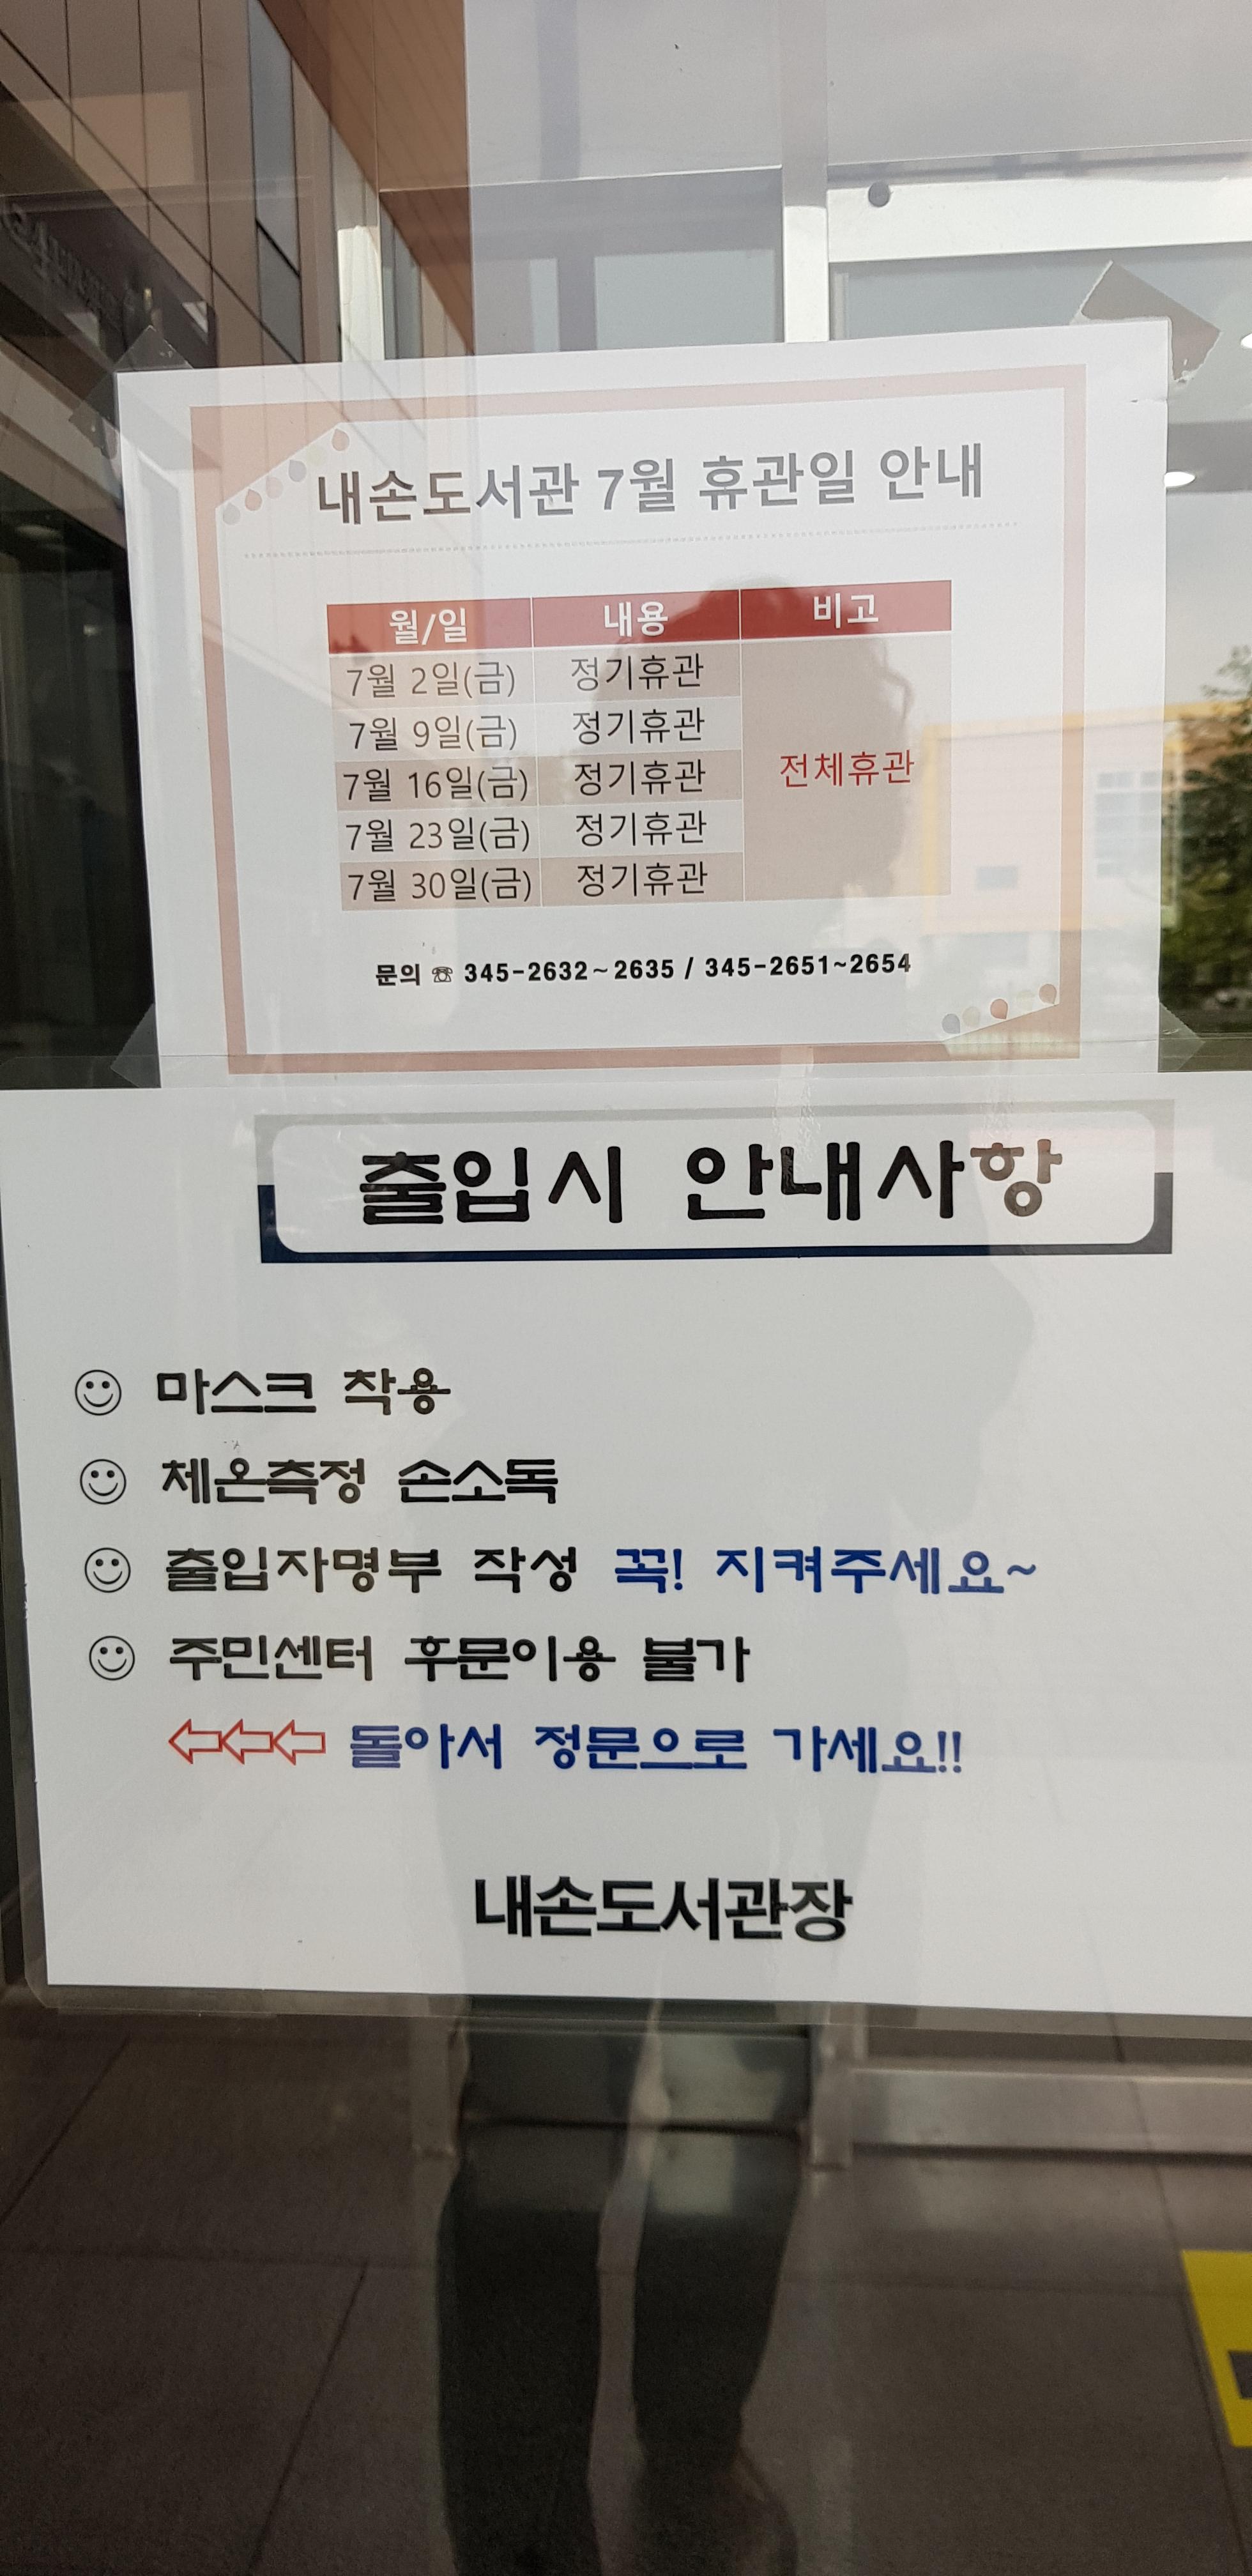 내손도서관 7월 휴관일 안내
월/일 내용 비고
7월 2일(금) 정기휴관
7월 9일(금) 정기휴관
7월 16일(금) 정기휴관 전체휴관
7월 23일(금) 정기휴관
7월 30일(금) 정기휴관
문의 ☎ 345-2632~2635 / 345-2651~2654
출입시 안내사항
☺ 마스크 착용
☺ 체온측정 손소독
☺ 출입자명부 작성 꼭! 지켜주세요~
☺ 주민센터 후문이용 불가
⇦⇦⇦ 돌아서 정문으로 가세요!!
내손도서관장